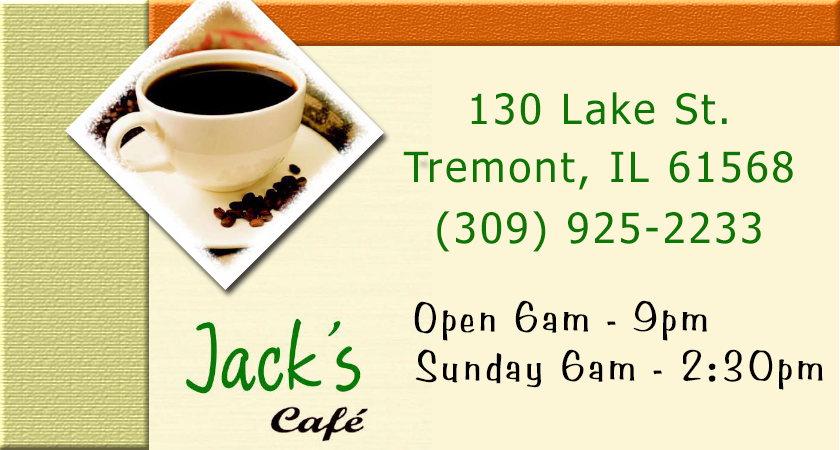 130 Lake St.
Tremont, IL 61568
(309) 925-2233
Open 6am - 9pm
Sunday 6am - 2:30pm
Jack's
Café